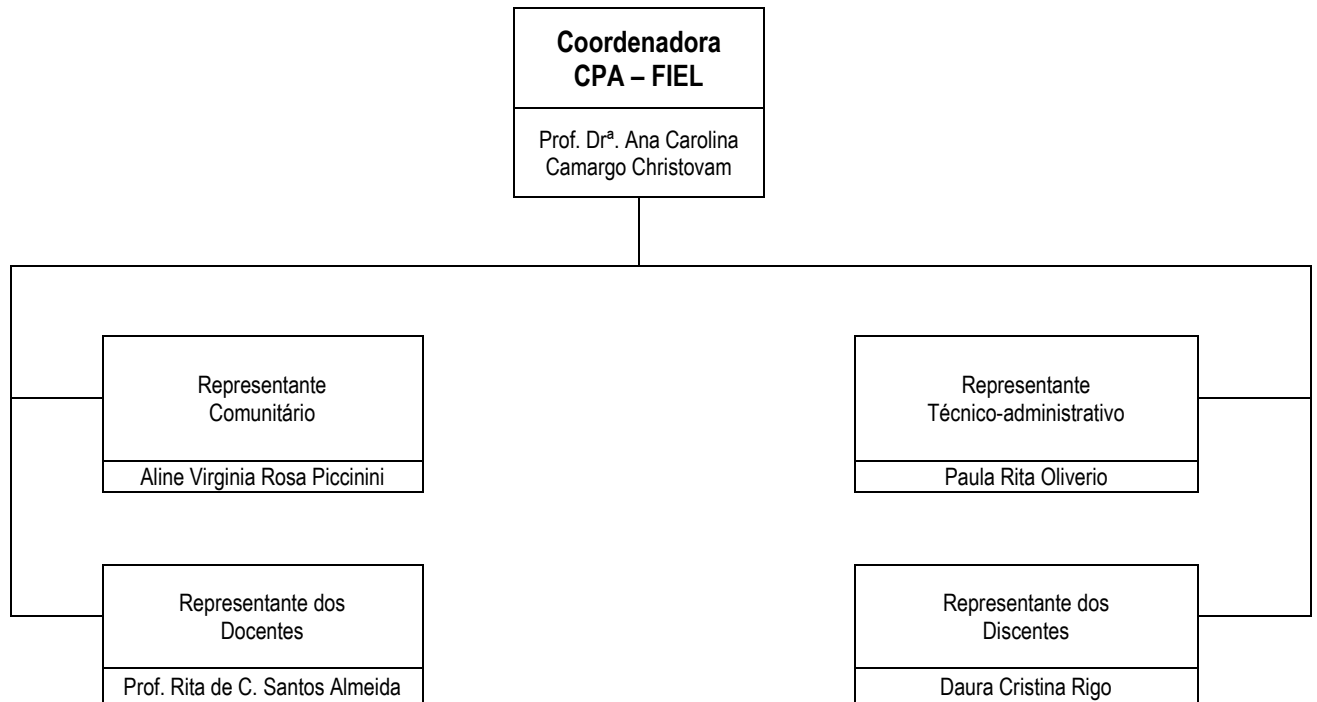 Coordenadora
CPA – FIEL
Prof. Drª. Ana Carolina
Camargo Christovam
Representante
Comunitário
Aline Virginia Rosa Piccinini
Representante
Técnico-administrativo
Paula Rita Oliverio
Representante dos
Docentes
Prof. Rita de C. Santos Almeida
Representante dos
Discentes
Daura Cristina Rigo